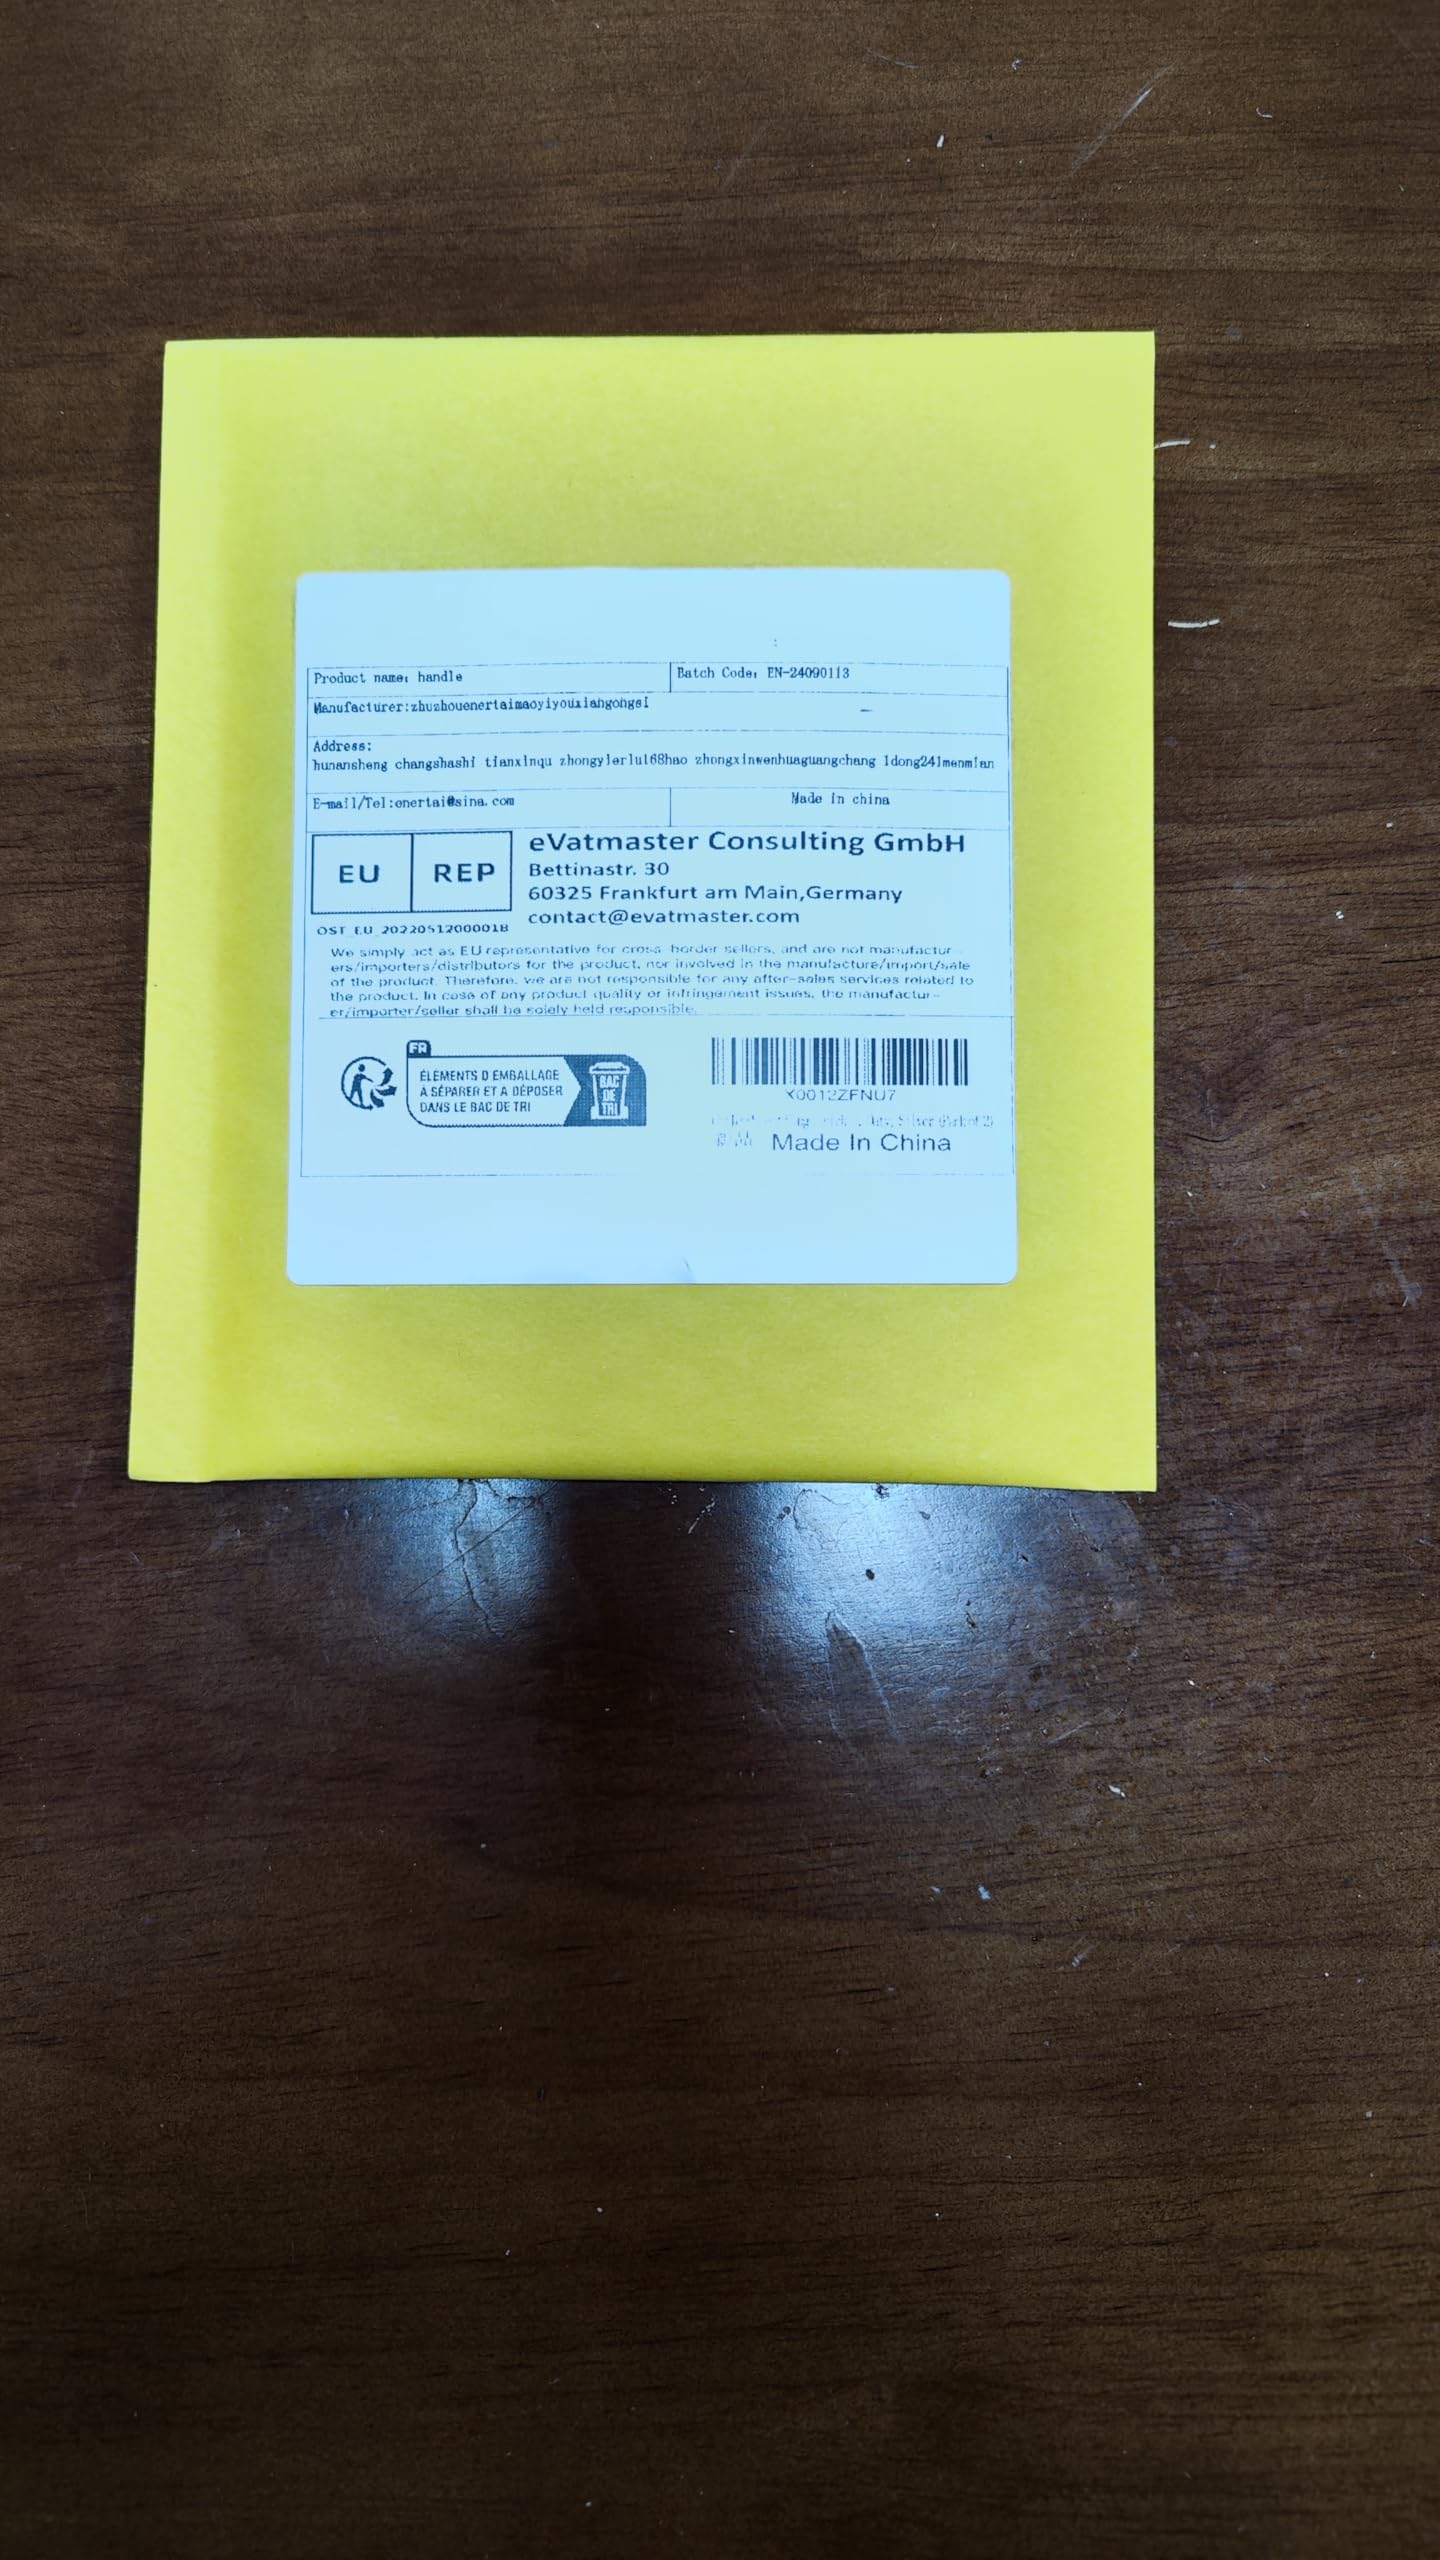 Product name: handle
Batch Code: EN-24090113
Manufacturer:zhuzhouenertaimaoyiyouxiangongsi
Address:
hunansheng changshashi tianxinqu zhongyierlu168hao zhongxinwenhuaguangchang 1dong241menmian
E-mail/Tel:enertai@sina.com
Made in china
EU REP
eVatmaster Consulting GmbH
Bettinastr. 30
60325 Frankfurt am Main,Germany
contact@evatmaster.com
OST_EU_20220512000018
We simply act as EU representative for cross-border sellers, and are not manufactur
ers/importers/distributors for the product, nor involved in the manufacture/import/sale
of the product. Therefore, we are not responsible for any after-sales services related to
the product. In case of any product quality or infringement issues, the manufactur-
er/importer/seller shall be solely held responsible.
FR
ÉLÉMENTS D EMBALLAGE
À SÉPARER ET A DÉPOSER
DANS LE BAC DE TRI
BAC
DE
TRI
X0012ZFNU7
Made In China